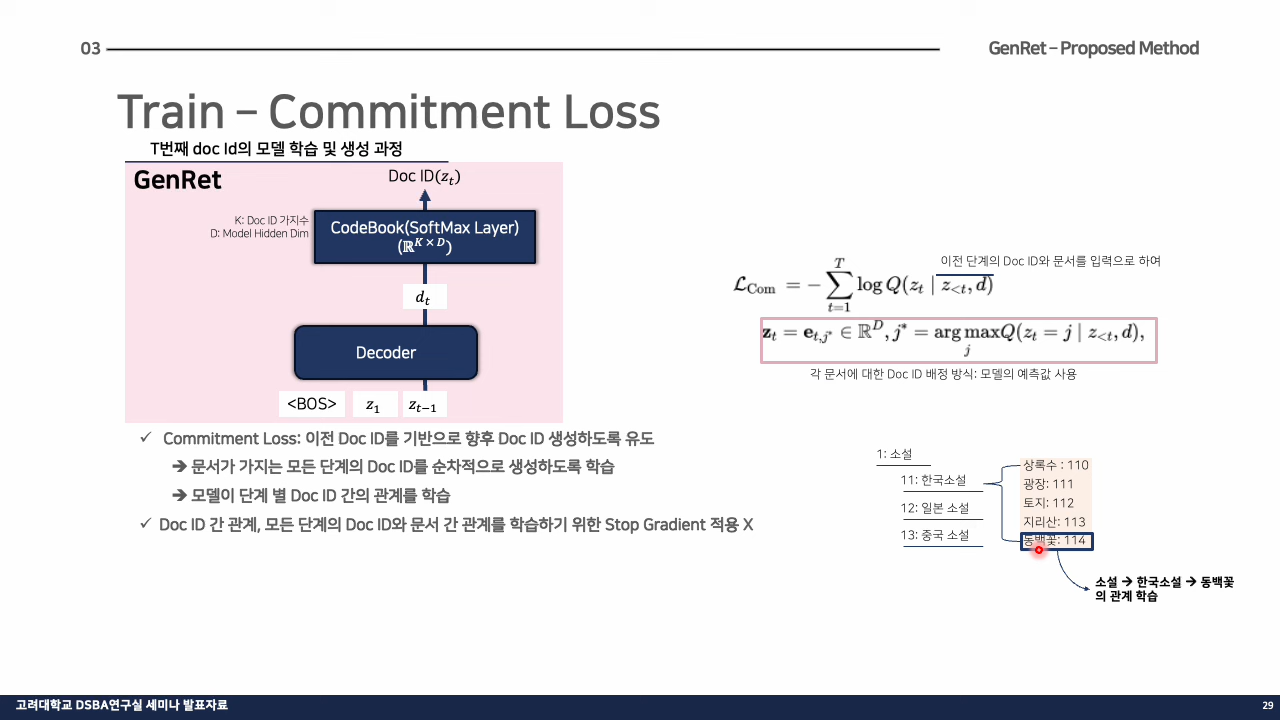 03
GenRet – Proposed Method
Train – Commitment Loss
T번째 doc Id의 모델 학습 및 생성 과정
GenRet
Doc ID(z_t)
K: Doc ID 가지수
D: Model Hidden Dim
CodeBook(SoftMax Layer)
(ℝ^{K×D})
d_t
Decoder
<BOS>
z_1
z_{t−1}
✓ Commitment Loss: 이전 Doc ID를 기반으로 향후 Doc ID 생성하도록 유도
➔ 문서가 가지는 모든 단계의 Doc ID를 순차적으로 생성하도록 학습
➔ 모델이 단계 별 Doc ID 간의 관계를 학습
✓ Doc ID 간 관계, 모든 단계의 Doc ID와 문서 간 관계를 학습하기 위한 Stop Gradient 적용 X
이전 단계의 Doc ID와 문서를 입력으로 하여
ℒ_Com = − ∑_{t=1}^{T} log Q(z_t | z_{<t}, d)
𝐳_t = 𝐞_{t,j*} ∈ ℝ^D, j* = arg max_j Q(z_t = j | z_{<t}, d),
각 문서에 대한 Doc ID 배정 방식: 모델의 예측값 사용
1: 소설
11: 한국소설
12: 일본 소설
13: 중국 소설
상록수 : 110
광장: 111
토지: 112
지리산: 113
동백꽃: 114
소설 ➔ 한국소설 ➔ 동백꽃
의 관계 학습
고려대학교 DSBA연구실 세미나 발표자료
29